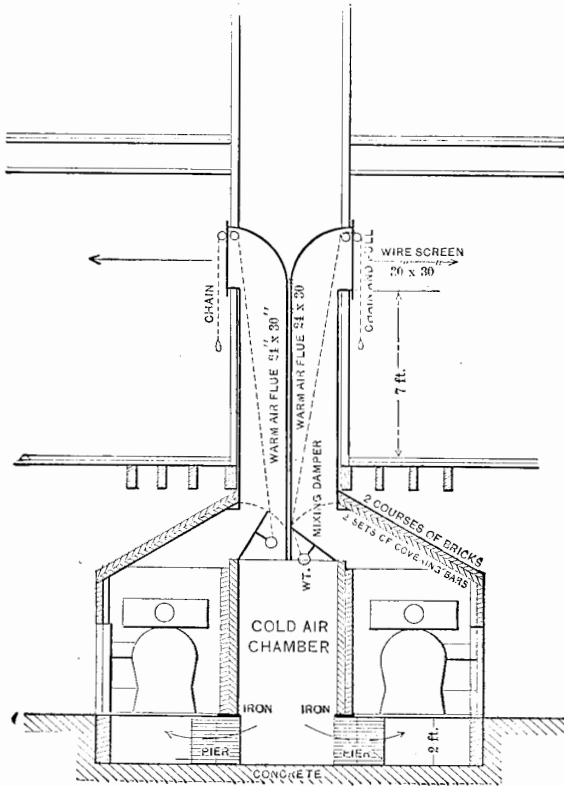 WIRE SCREEN
30 x 30
CHAIN
CHAIN AND PULL
WARM AIR FLUE 24 x 30"
WARM AIR FLUE 24 x 30
7 ft.
MIXING DAMPER
2 COURSES OF BRICKS
2 SETS OF COVERING BARS
WT.
COLD AIR
CHAMBER
IRON
IRON
PIER
PIER
2 ft.
CONCRETE